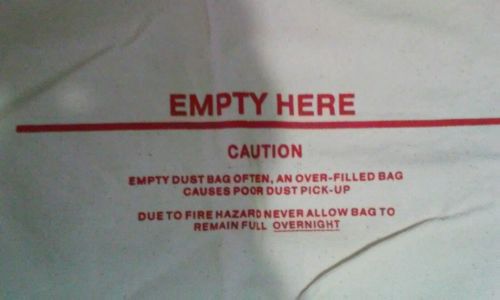 EMPTY HERE
CAUTION
EMPTY DUST BAG OFTEN, AN OVER-FILLED BAG
CAUSES POOR DUST PICK-UP
DUE TO FIRE HAZARD NEVER ALLOW BAG TO
REMAIN FULL OVERNIGHT